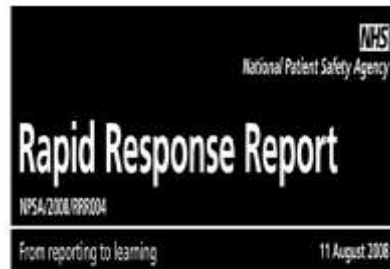 NHS
National Patient Safety Agency
Rapid Response Report
NPSA/2008/RRR004
From reporting to learning
11 August 2008